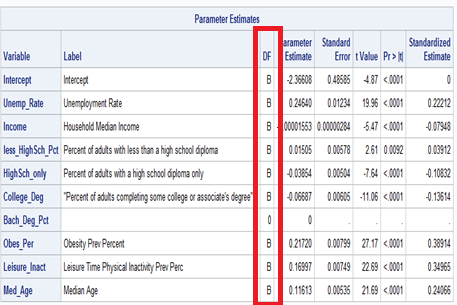 Parameter Estimates
Variable Label DF Parameter Estimate Standard Error t Value Pr > |t| Standardized Estimate
Intercept Intercept B -2.36608 0.48585 -4.87 <.0001 0
Unemp_Rate Unemployment Rate B 0.24640 0.01234 19.96 <.0001 0.22212
Income Household Median Income B -0.00001553 0.00000284 -5.47 <.0001 -0.07948
less_HighSch_Pct Percent of adults with less than a high school diploma B 0.01505 0.00578 2.61 0.0092 0.03912
HighSch_only Percent of adults with a high school diploma only B -0.03854 0.00504 -7.64 <.0001 -0.10832
College_Deg "Percent of adults completing some college or associate's degree" B -0.06687 0.00605 -11.06 <.0001 -0.13614
Bach_Deg_Pct 0 0 . . . .
Obes_Per Obesity Prev Percent B 0.21720 0.00799 27.17 <.0001 0.38914
Leisure_Inact Leisure Time Physical Inactivity Prev Perc B 0.16997 0.00749 22.69 <.0001 0.34965
Med_Age Median Age B 0.11613 0.00535 21.69 <.0001 0.24066